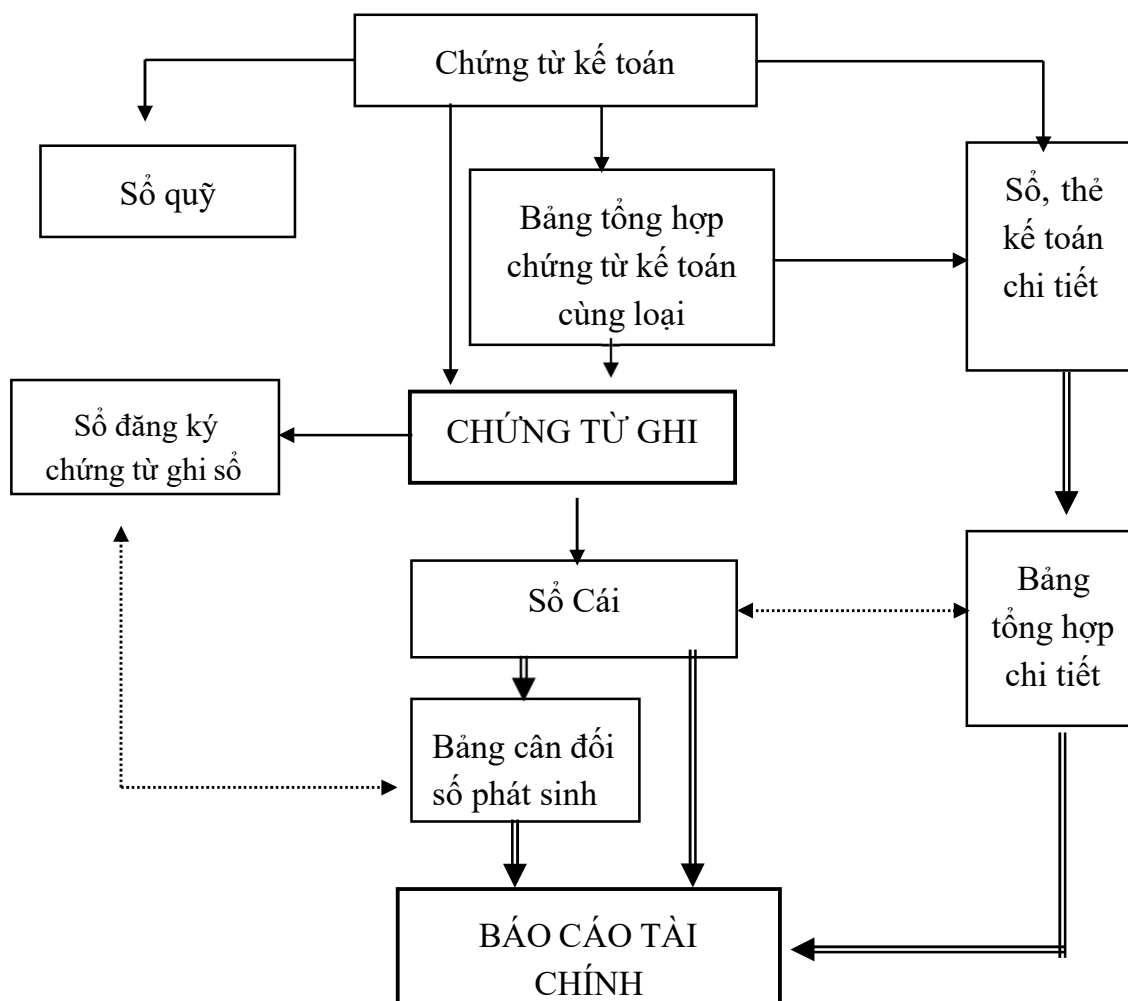 Chứng từ kế toán
Sổ quỹ
Bảng tổng hợp
chứng từ kế toán
cùng loại
Sổ, thẻ
kế toán
chi tiết
Sổ đăng ký
chứng từ ghi sổ
CHỨNG TỪ GHI
Sổ Cái
Bảng
tổng hợp
chi tiết
Bảng cân đối
số phát sinh
BÁO CÁO TÀI
CHÍNH